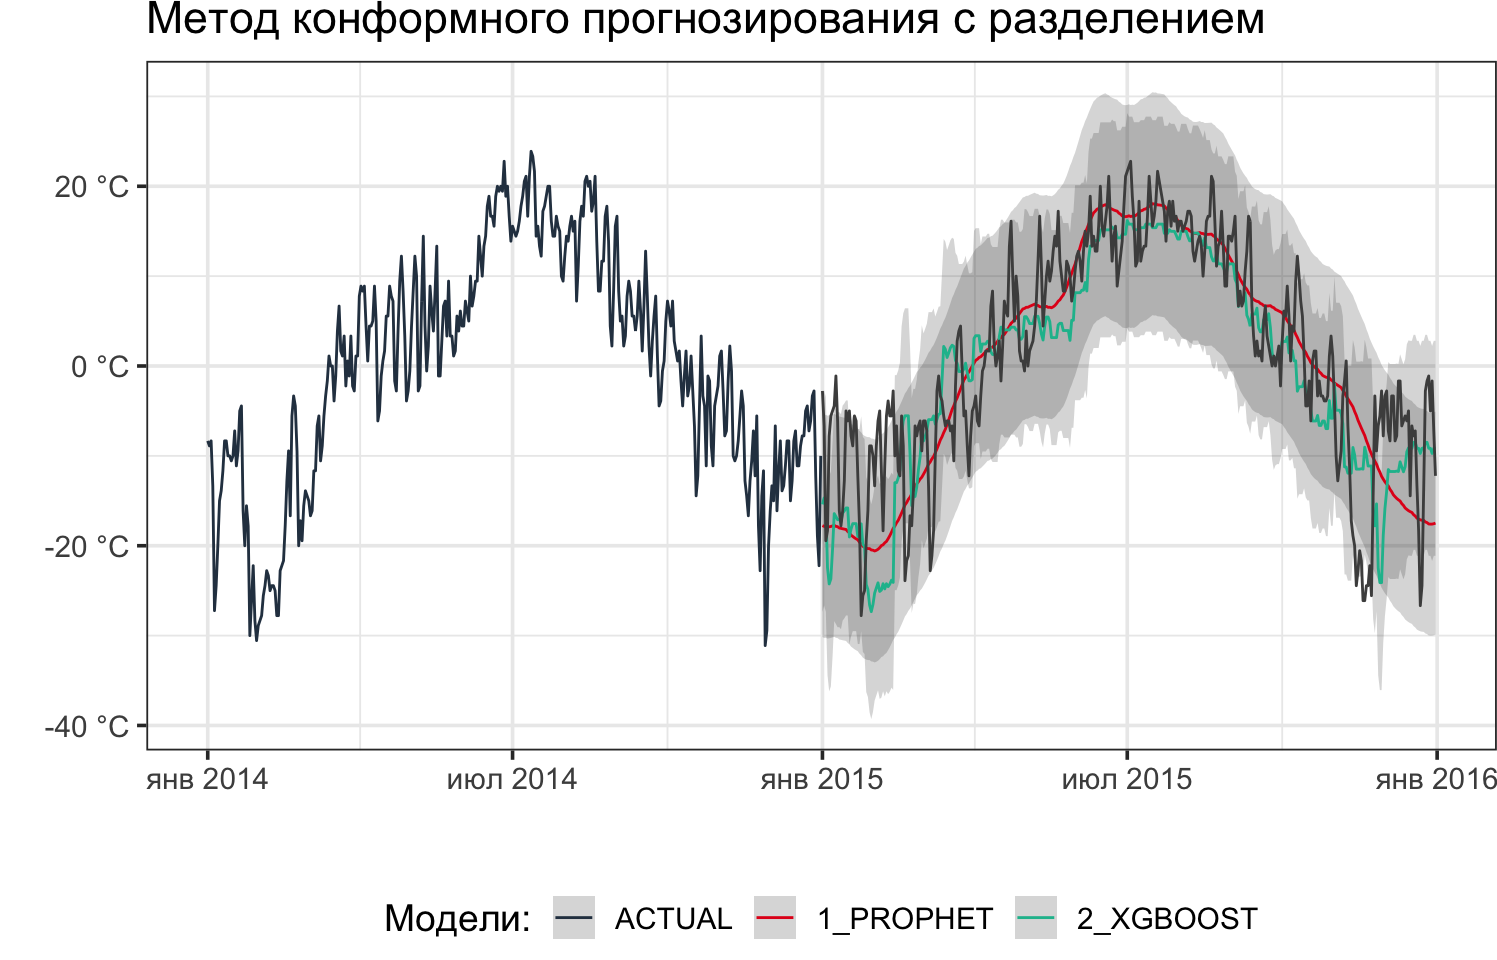 Метод конформного прогнозирования с разделением
20 °C
0 °C
-20 °C
-40 °C
янв 2014 июл 2014 янв 2015 июл 2015 янв 2016
Модели: ACTUAL 1_PROPHET 2_XGBOOST